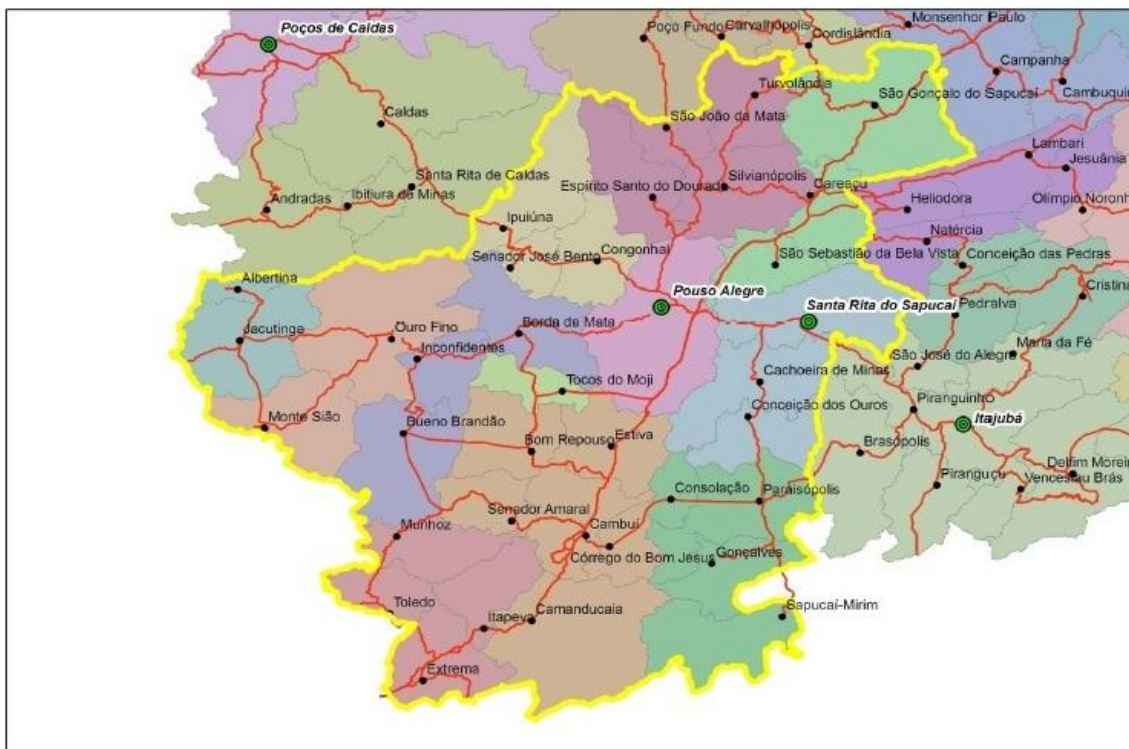 Poços de Caldas
Poço Fundo
Carvalhópolis
Cordislândia
Monsenhor Paulo
Campanha
Cambuquir
Turvolândia
São Gonçalo do Sapucaí
Caldas
São João da Mata
Lambari
Jesuânia
Santa Rita de Caldas
Espírito Santo do Dourado
Silvianópolis
Careaçu
Andradas
Ibitiura de Minas
Heliodora
Olímpio Noronh
Ipuiúna
Natércia
Senador José Bento
Congonhal
São Sebastião da Bela Vista
Conceição das Pedras
Albertina
Pouso Alegre
Santa Rita do Sapucaí
Pedralva
Cristina
Jacutinga
Ouro Fino
Borda da Mata
Inconfidentes
São José do Alegre
Maria da Fé
Tocos do Moji
Cachoeira de Minas
Monte Sião
Conceição dos Ouros
Piranguinho
Itajubá
Bueno Brandão
Bom Repouso
Estiva
Brasópolis
Piranguçu
Delfim Moreir
Venceslau Brás
Consolação
Paraisópolis
Senador Amaral
Munhoz
Cambuí
Córrego do Bom Jesus
Gonçalves
Toledo
Itapeva
Camanducaia
Sapucaí-Mirim
Extrema